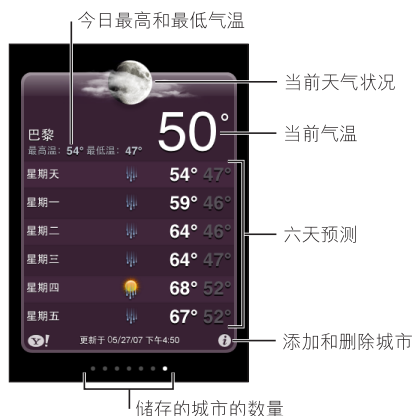 今日最高和最低气温
当前天气状况
50°
巴黎
当前气温
最高温: 54° 最低温: 47°
星期天 54° 47°
星期一 59° 46°
星期二 64° 46°
六天预测
星期三 64° 47°
星期四 68° 52°
星期五 67° 52°
Y! 更新于 05/27/07 下午4:50 i
添加和删除城市
储存的城市的数量